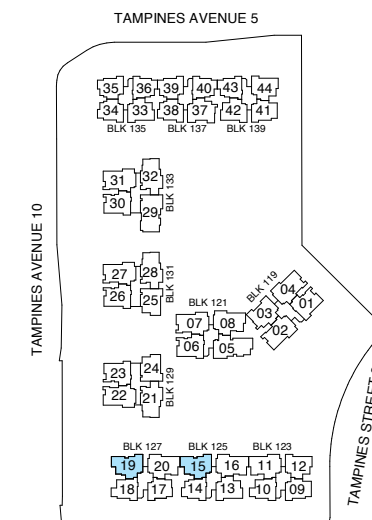 TAMPINES AVENUE 5
35 36 39 40 43 44
34 33 38 37 42 41
BLK 135 BLK 137 BLK 139
31 32
30 29
BLK 133
TAMPINES AVENUE 10
27 28
26 25
BLK 131
BLK 119
04
03 01
02
BLK 121
07 08
06 05
23 24
22 21
BLK 129
BLK 127 BLK 125 BLK 123
19 20 15 16 11 12
18 17 14 13 10 09
TAMPINES STREET